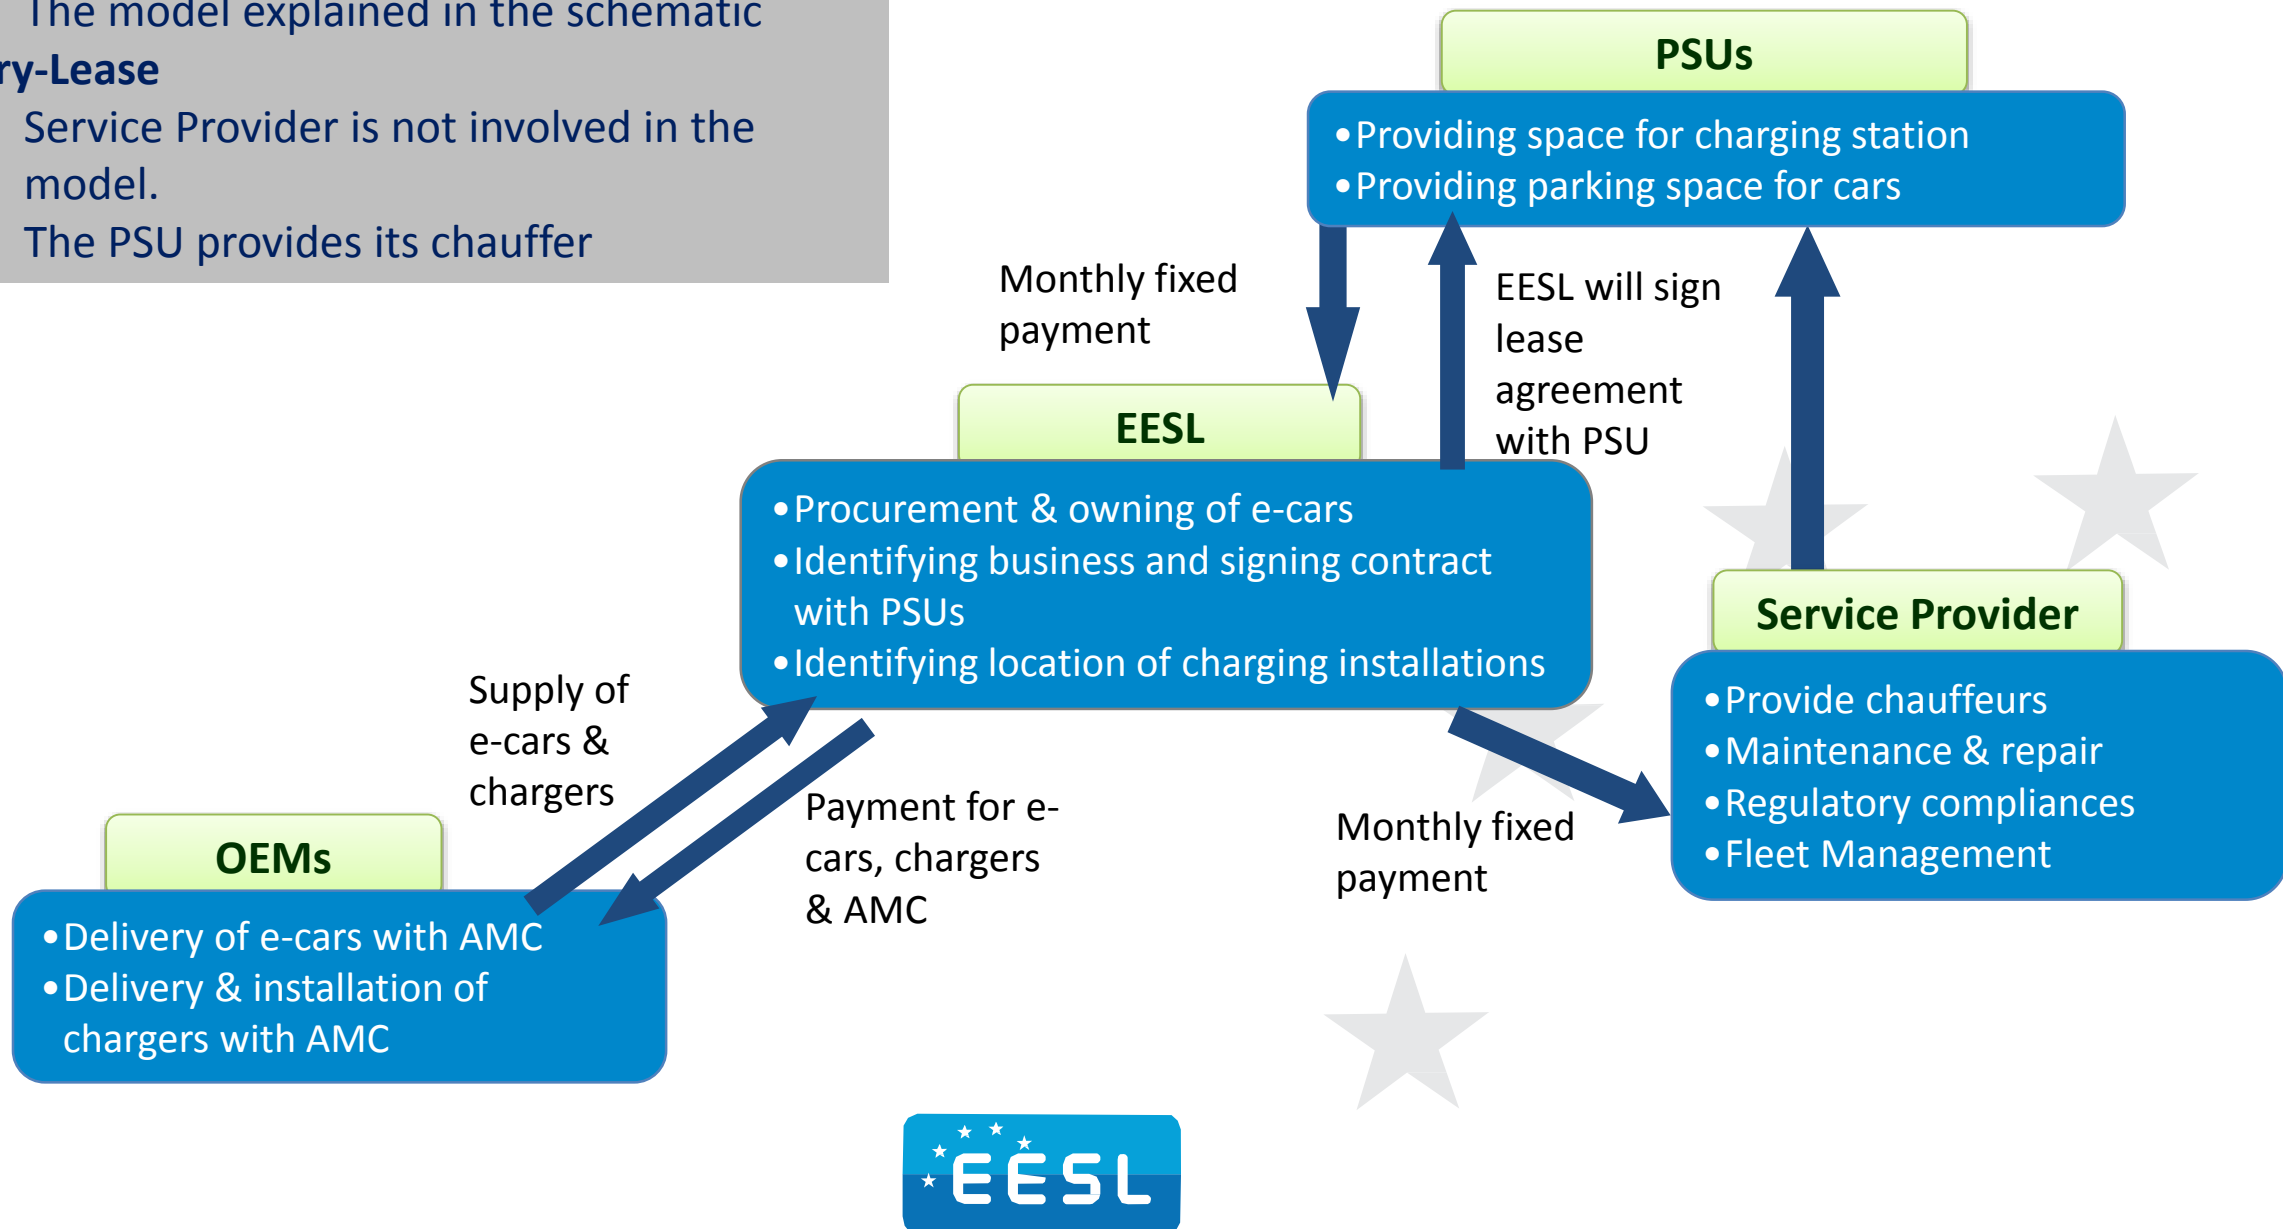 The model explained in the schematic
ry-Lease
Service Provider is not involved in the
model.
The PSU provides its chauffer
PSUs
•Providing space for charging station
•Providing parking space for cars
Monthly fixed
payment
EESL will sign
lease
agreement
with PSU
EESL
•Procurement & owning of e-cars
•Identifying business and signing contract
with PSUs
•Identifying location of charging installations
Service Provider
•Provide chauffeurs
•Maintenance & repair
•Regulatory compliances
•Fleet Management
Supply of
e-cars &
chargers
Payment for e-
cars, chargers
& AMC
Monthly fixed
payment
OEMs
•Delivery of e-cars with AMC
•Delivery & installation of
chargers with AMC
EESL